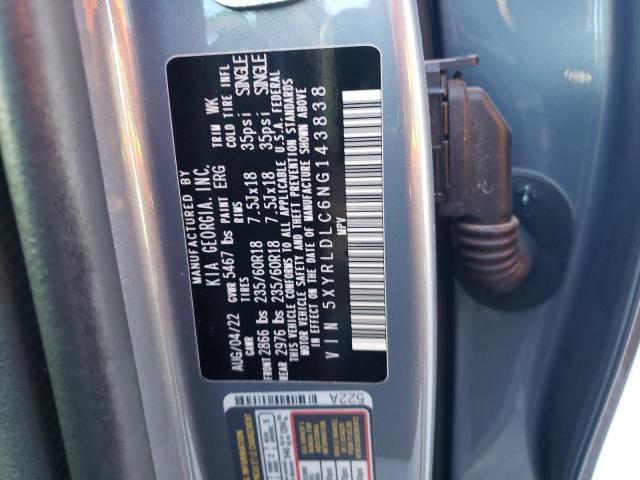 MANUFACTURED BY
KIA GEORGIA, INC.
AUG/04/22 GVWR 5467 lbs PAINT ERG TRIM WK
GAWR TIRES RIMS COLD TIRE INFL
FRONT 2866 lbs 235/60R18 7.5Jx18 35psi SINGLE
REAR 2976 lbs 235/60R18 7.5Jx18 35psi SINGLE
THIS VEHICLE CONFORMS TO ALL APPLICABLE U.S.A. FEDERAL
MOTOR VEHICLE SAFETY AND THEFT PREVENTION STANDARDS
IN EFFECT ON THE DATE OF MANUFACTURE SHOWN ABOVE
VIN 5XYRLDLC6NG143838
MPV
522A
INFORMATION